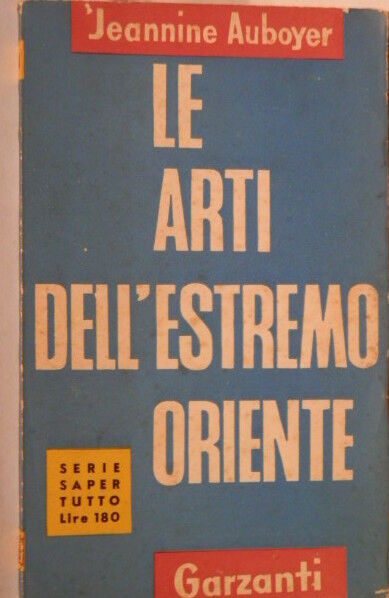 Jeannine Auboyer
LE
ARTI
DELL'ESTREMO
ORIENTE
SERIE
SAPER
TUTTO
Lire 180
Garzanti